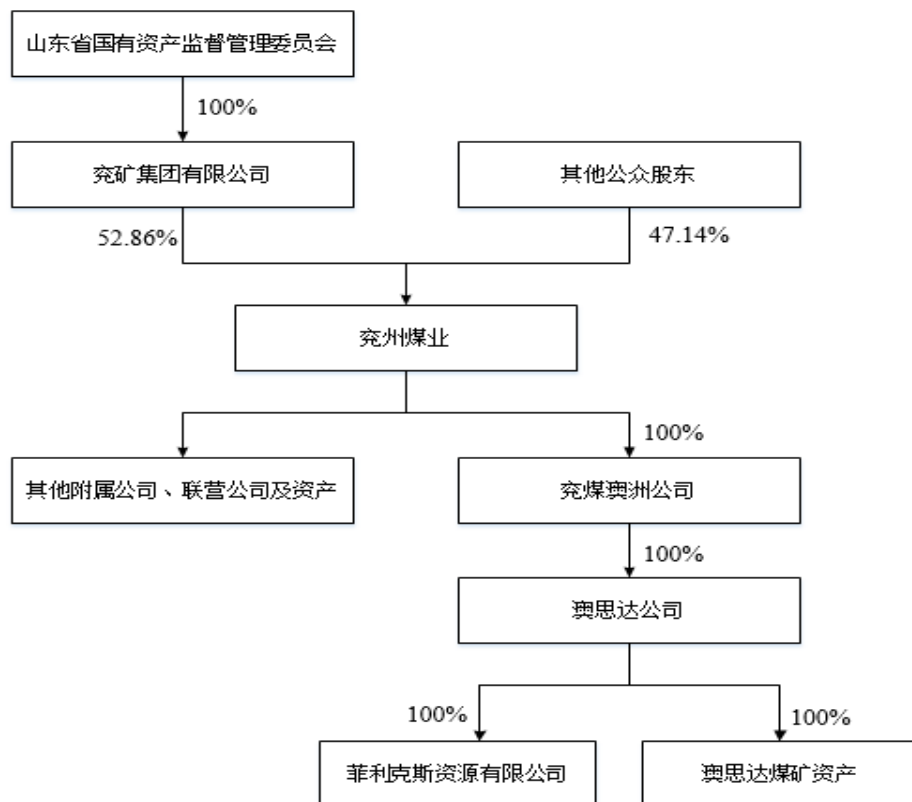 山东省国有资产监督管理委员会
100%
兖矿集团有限公司
其他公众股东
52.86%
47.14%
兖州煤业
100%
其他附属公司、联营公司及资产
兖煤澳洲公司
100%
澳思达公司
100%
100%
菲利克斯资源有限公司
澳思达煤矿资产